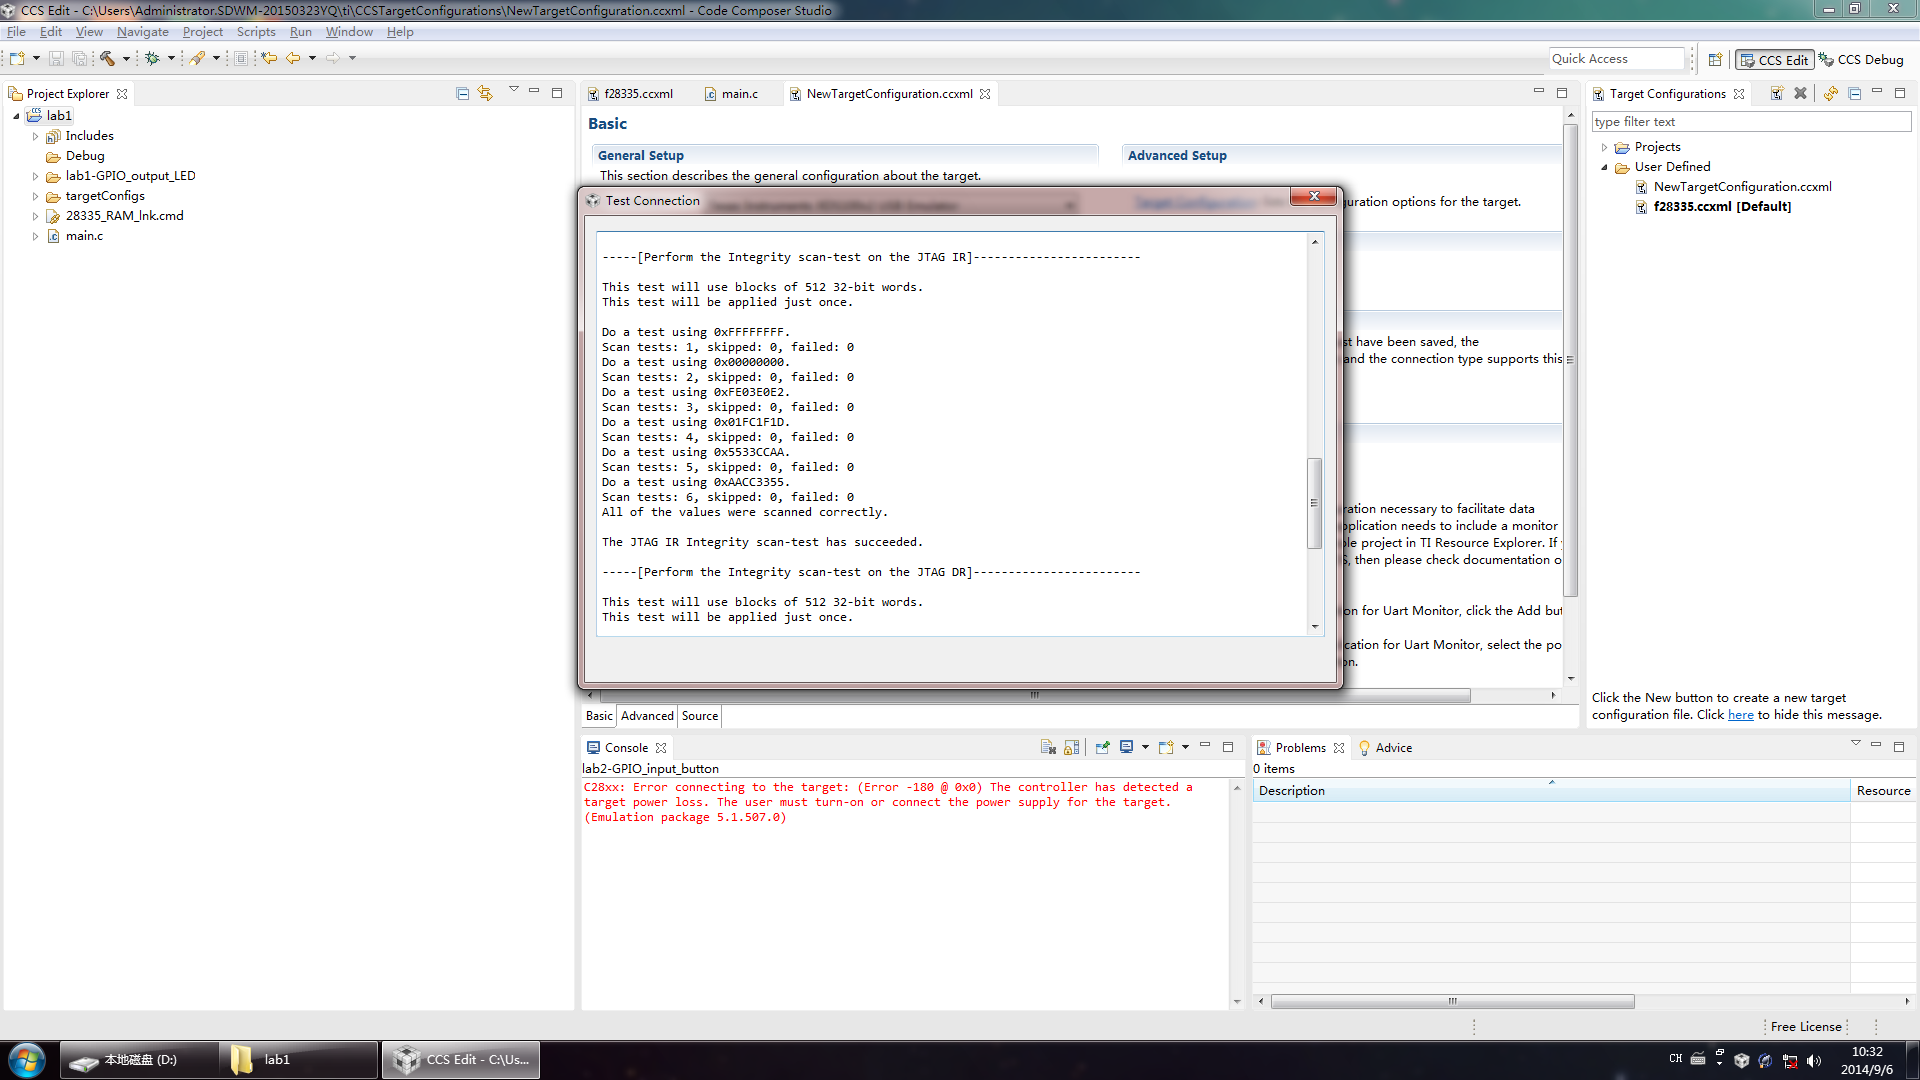 CCS Edit - C:\Users\Administrator.SDWM-20150323YQ\ti\CCSTargetConfigurations\NewTargetConfiguration.ccxml - Code Composer Studio
File Edit View Navigate Project Scripts Run Window Help
Quick Access
CCS Edit
CCS Debug
Project Explorer
lab1
Includes
Debug
lab1-GPIO_output_LED
targetConfigs
28335_RAM_lnk.cmd
main.c
f28335.ccxml
main.c
NewTargetConfiguration.ccxml
Basic
General Setup
This section describes the general configuration about the target.
Advanced Setup
uration options for the target.
st have been saved, the
and the connection type supports this
ration necessary to facilitate data
plication needs to include a monitor
le project in TI Resource Explorer. If
S, then please check documentation o
on for Uart Monitor, click the Add but
cation for Uart Monitor, select the po
on.
Test Connection
-----[Perform the Integrity scan-test on the JTAG IR]------------------------
This test will use blocks of 512 32-bit words.
This test will be applied just once.
Do a test using 0xFFFFFFFF.
Scan tests: 1, skipped: 0, failed: 0
Do a test using 0x00000000.
Scan tests: 2, skipped: 0, failed: 0
Do a test using 0xFE03E0E2.
Scan tests: 3, skipped: 0, failed: 0
Do a test using 0x01FC1F1D.
Scan tests: 4, skipped: 0, failed: 0
Do a test using 0x5533CCAA.
Scan tests: 5, skipped: 0, failed: 0
Do a test using 0xAACC3355.
Scan tests: 6, skipped: 0, failed: 0
All of the values were scanned correctly.
The JTAG IR Integrity scan-test has succeeded.
-----[Perform the Integrity scan-test on the JTAG DR]------------------------
This test will use blocks of 512 32-bit words.
This test will be applied just once.
Basic Advanced Source
Target Configurations
type filter text
Projects
User Defined
NewTargetConfiguration.ccxml
f28335.ccxml [Default]
Click the New button to create a new target
configuration file. Click here to hide this message.
Console
lab2-GPIO_input_button
C28xx: Error connecting to the target: (Error -180 @ 0x0) The controller has detected a
target power loss. The user must turn-on or connect the power supply for the target.
(Emulation package 5.1.507.0)
Problems
Advice
0 items
Description
Resource
Free License
本地磁盘 (D:)
lab1
CCS Edit - C:\Us...
CH
10:32
2014/9/6